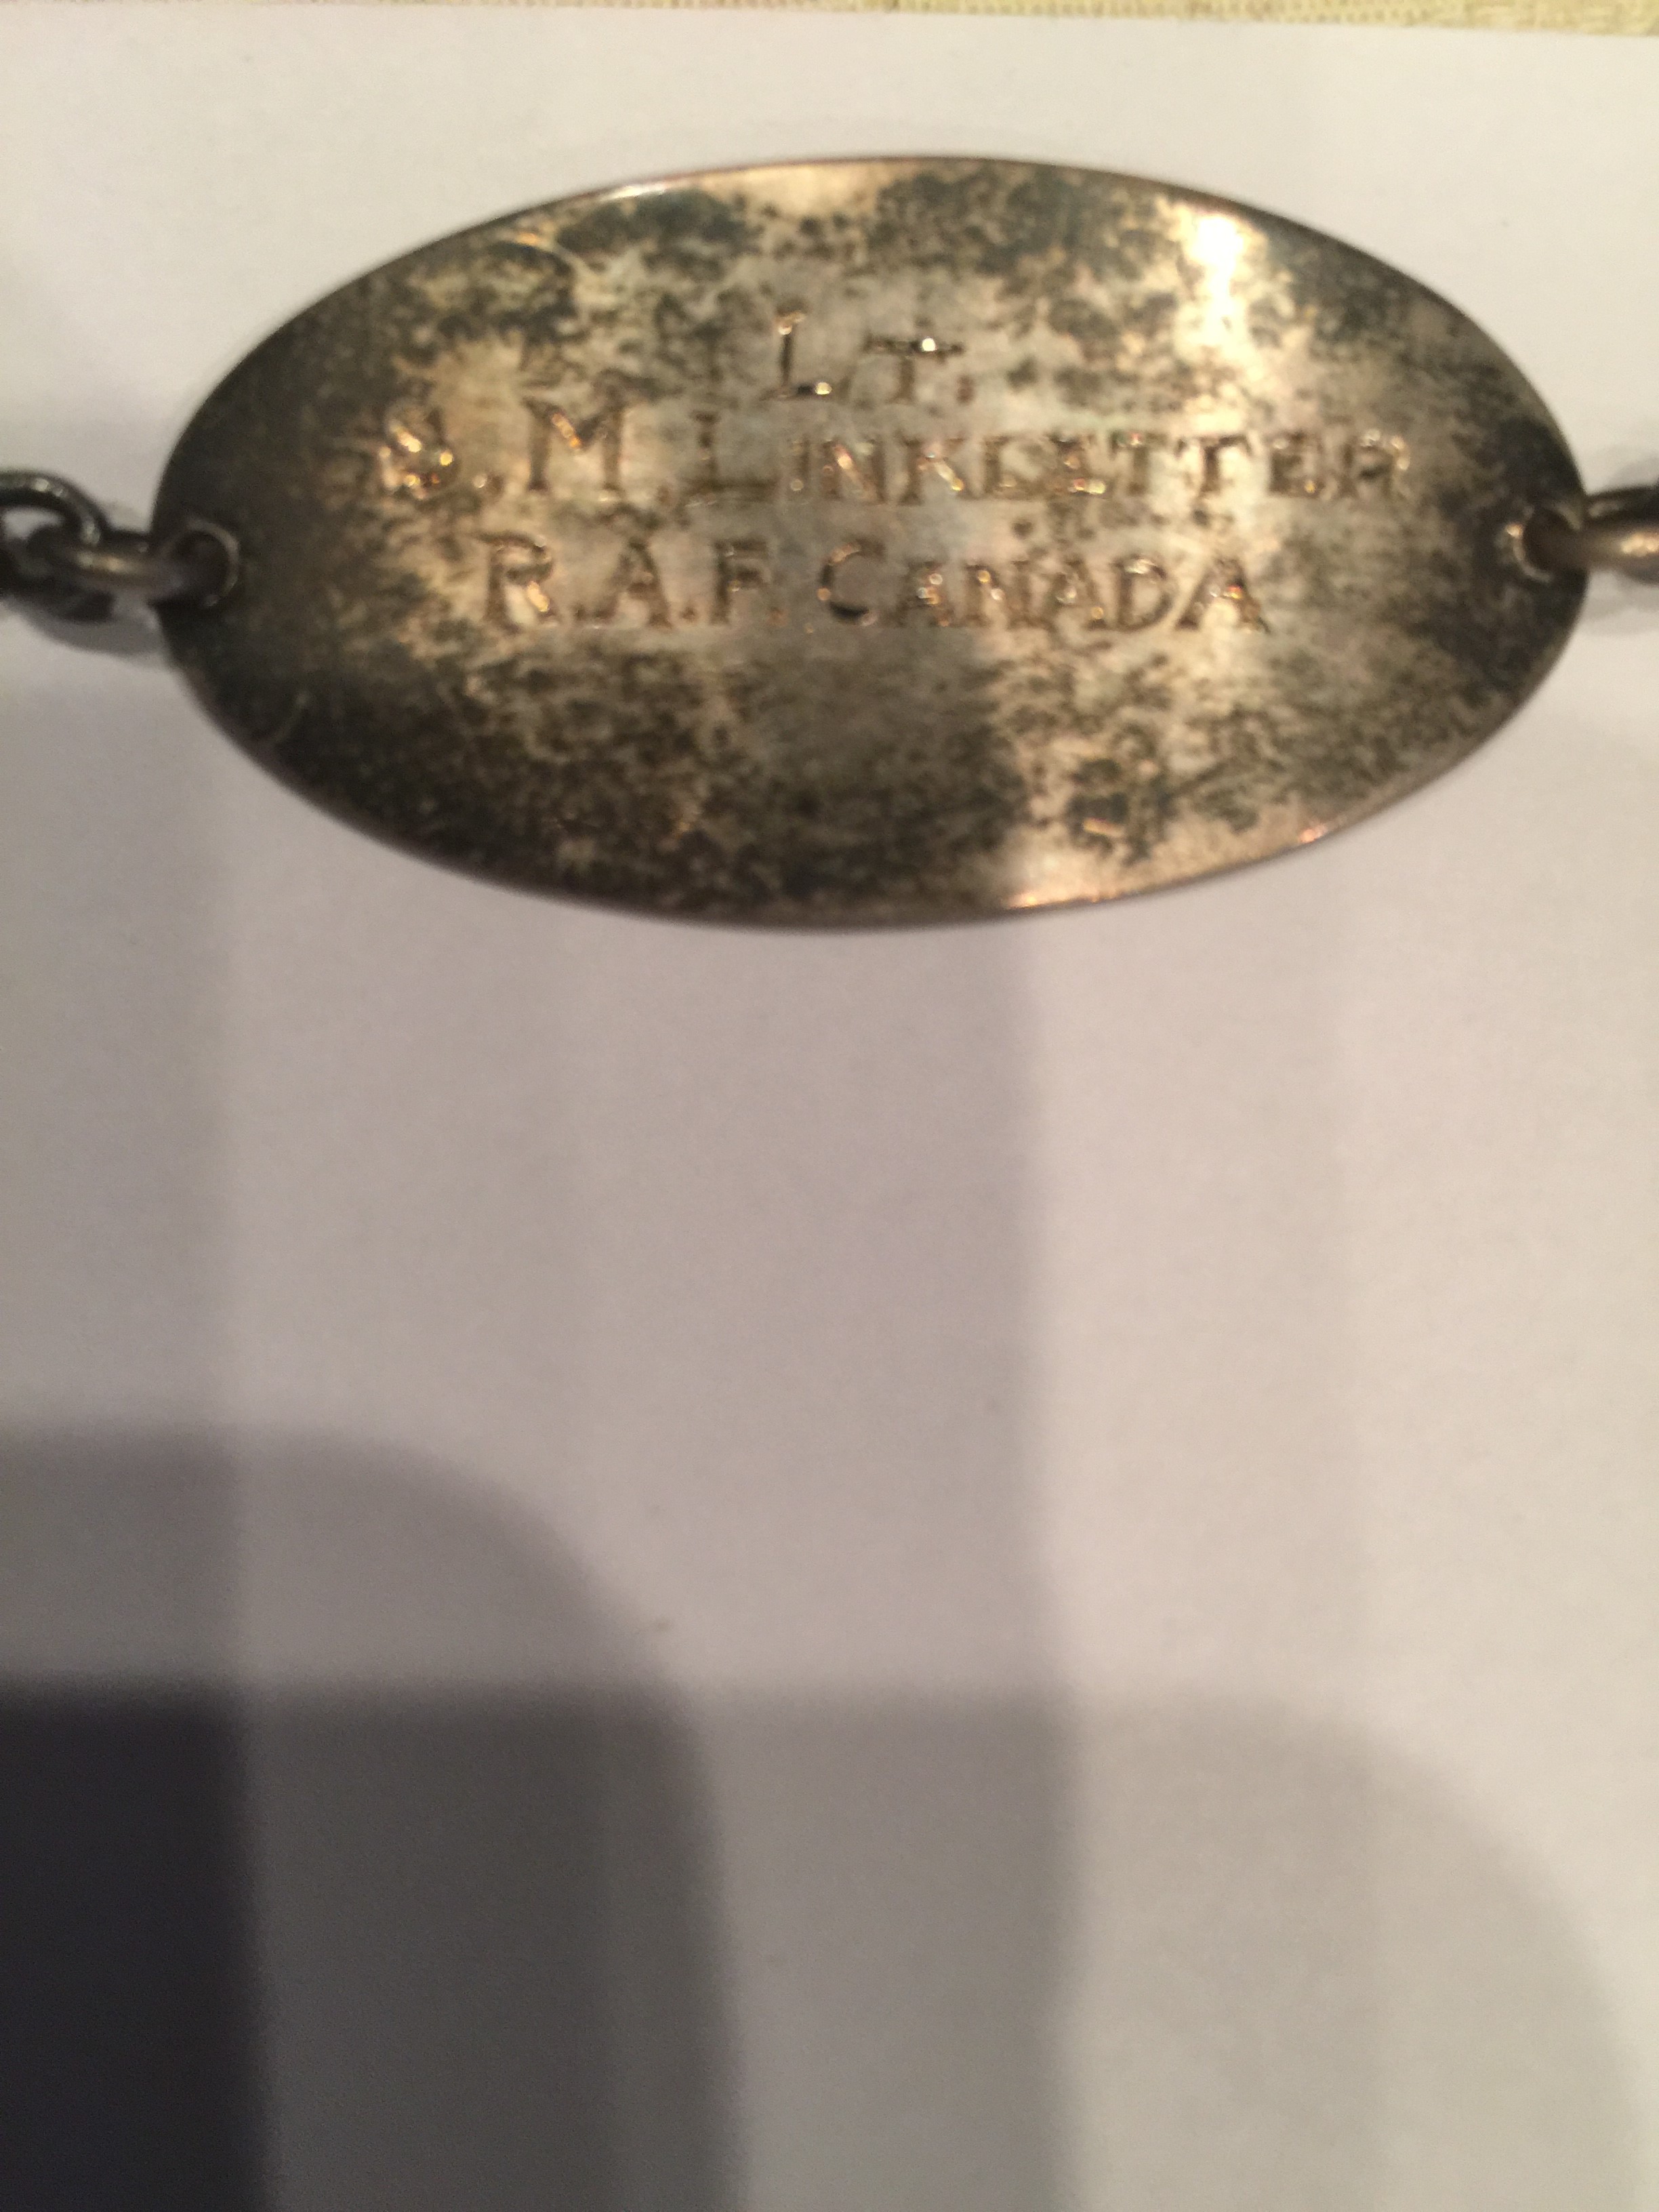 Lt.
S.M. LINKLETTER
R.A.F. CANADA